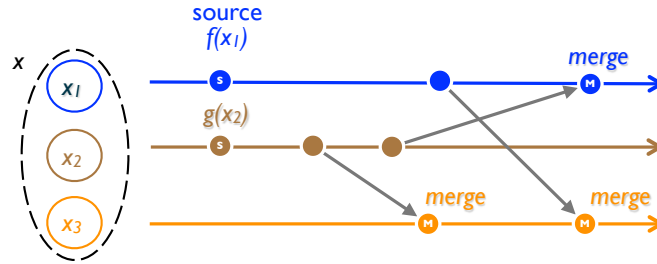 source
f(x₁)
merge
x
x₁
S
M
g(x₂)
x₂
S
merge
merge
x₃
M
M